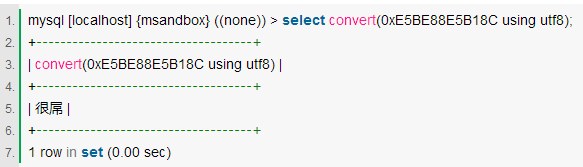 1. mysql [localhost] {msandbox} ((none)) > select convert(0xE5BE88E5B18C using utf8);
2. +------------------------------------+
3. | convert(0xE5BE88E5B18C using utf8) |
4. +------------------------------------+
5. | 很屌 |
6. +------------------------------------+
7. 1 row in set (0.00 sec)